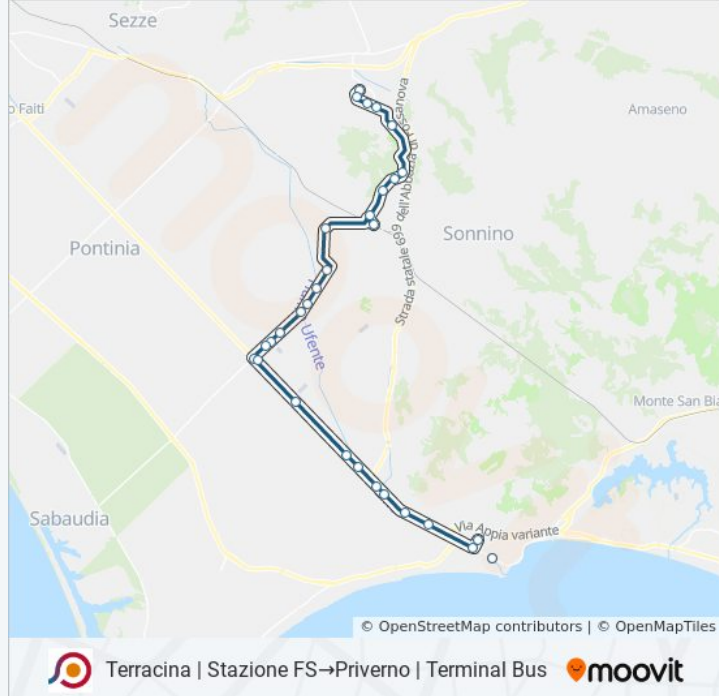 Sezze
o Faiti
Amaseno
Strada statale 699 dell'Abbazia di Fossanova
Sonnino
Pontinia
Ufente
Monte San Bia
Sabaudia
Via Appia variante
© OpenStreetMap contributors | © OpenMapTiles
Terracina | Stazione FS→Priverno | Terminal Bus
moovit